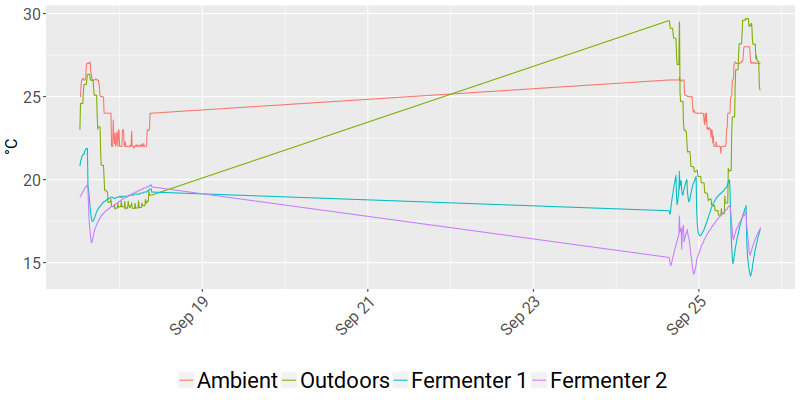 30
25
20
15
°C
Sep 19
Sep 21
Sep 23
Sep 25
Ambient Outdoors Fermenter 1 Fermenter 2